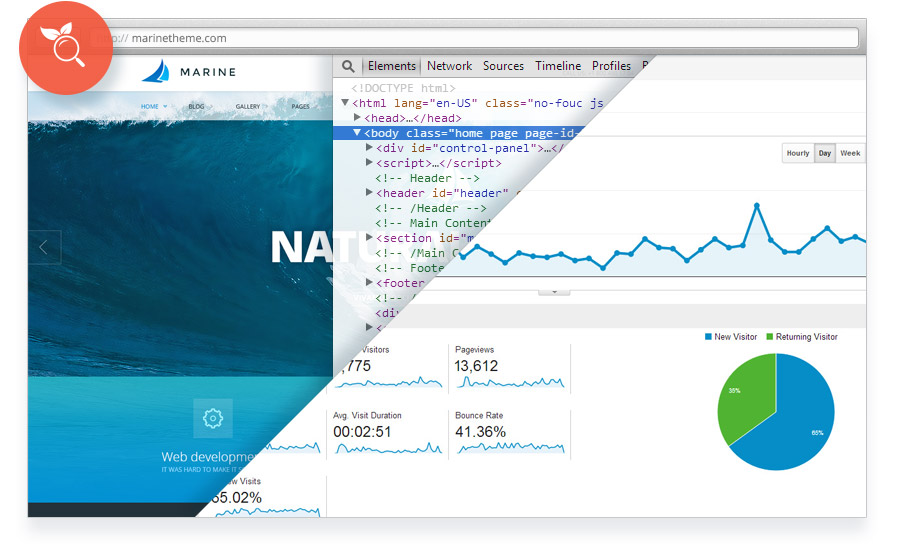 http:// marinetheme.com
MARINE
HOME BLOG GALLERY PAGES
NATU
Web developme
IT WAS HARD TO MAKE IT S
Elements Network Sources Timeline Profiles
<!DOCTYPE html>
<html lang="en-US" class="no-fouc js
<head>…</head>
<body class="home page page-id-
<div id="control-panel">…</
<script>…</script>
<!-- Header -->
<header id="header"
<!-- /Header -->
<!-- Main Content
<section id="m
<!-- /Main C
<!-- Foote
<footer
<!-- /
<div
Hourly Day Week
Visitors
,775
Pageviews
13,612
Avg. Visit Duration
00:02:51
Bounce Rate
41.36%
Visits
65.02%
New Visitor Returning Visitor
35%
65%